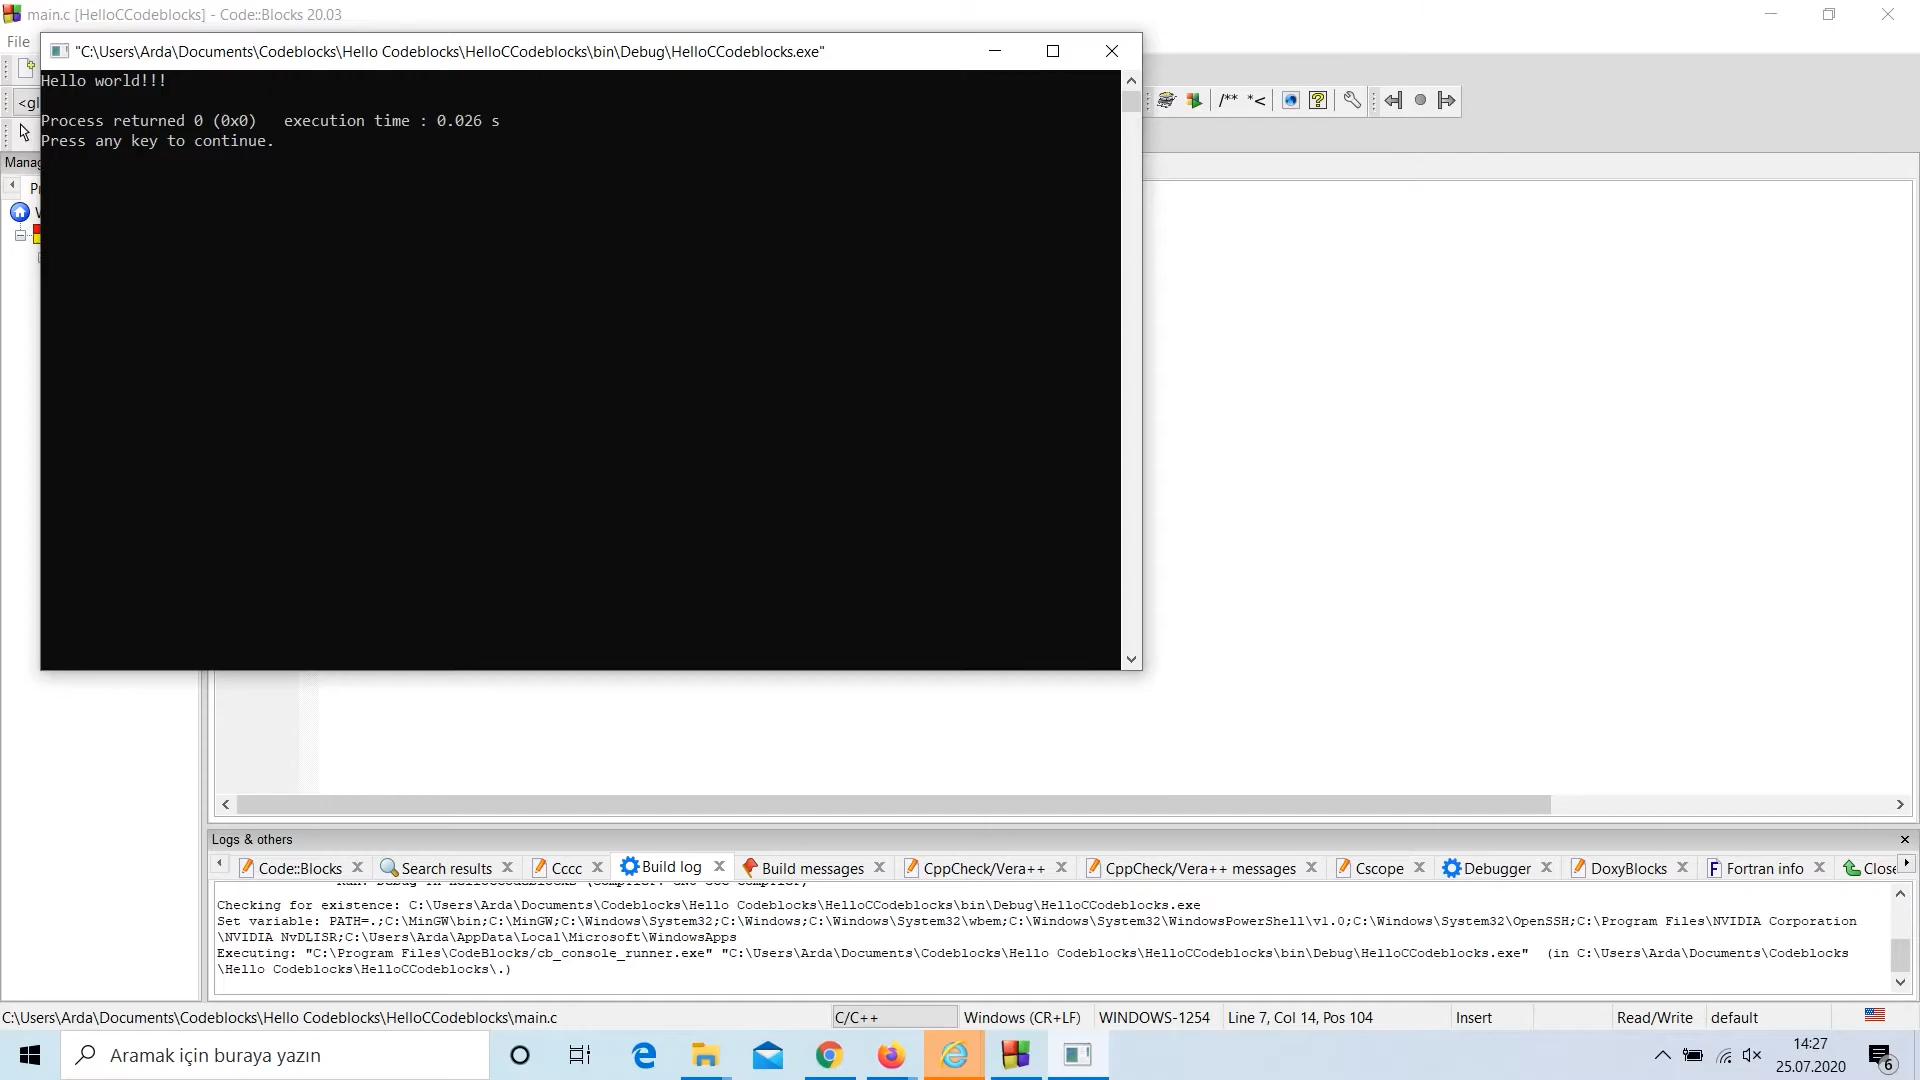 main.c [HelloCCodeblocks] - Code::Blocks 20.03
File
"C:\Users\Arda\Documents\Codeblocks\Hello Codeblocks\HelloCCodeblocks\bin\Debug\HelloCCodeblocks.exe"
Hello world!!!
<gl
/** *<
Process returned 0 (0x0)   execution time : 0.026 s
Press any key to continue.
Manag
Logs & others
Code::Blocks
Search results
Cccc
Build log
Build messages
CppCheck/Vera++
CppCheck/Vera++ messages
Cscope
Debugger
DoxyBlocks
Fortran info
Close
Checking for existence: C:\Users\Arda\Documents\Codeblocks\Hello Codeblocks\HelloCCodeblocks\bin\Debug\HelloCCodeblocks.exe
Set variable: PATH=.;C:\MinGW\bin;C:\MinGW;C:\Windows\System32;C:\Windows;C:\Windows\System32\wbem;C:\Windows\System32\WindowsPowerShell\v1.0;C:\Windows\System32\OpenSSH;C:\Program Files\NVIDIA Corporation
\NVIDIA NvDLISR;C:\Users\Arda\AppData\Local\Microsoft\WindowsApps
Executing: "C:\Program Files\CodeBlocks/cb_console_runner.exe" "C:\Users\Arda\Documents\Codeblocks\Hello Codeblocks\HelloCCodeblocks\bin\Debug\HelloCCodeblocks.exe"  (in C:\Users\Arda\Documents\Codeblocks
\Hello Codeblocks\HelloCCodeblocks\.)
C:\Users\Arda\Documents\Codeblocks\Hello Codeblocks\HelloCCodeblocks\main.c
C/C++
Windows (CR+LF)
WINDOWS-1254
Line 7, Col 14, Pos 104
Insert
Read/Write
default
Aramak için buraya yazın
14:27
25.07.2020
6